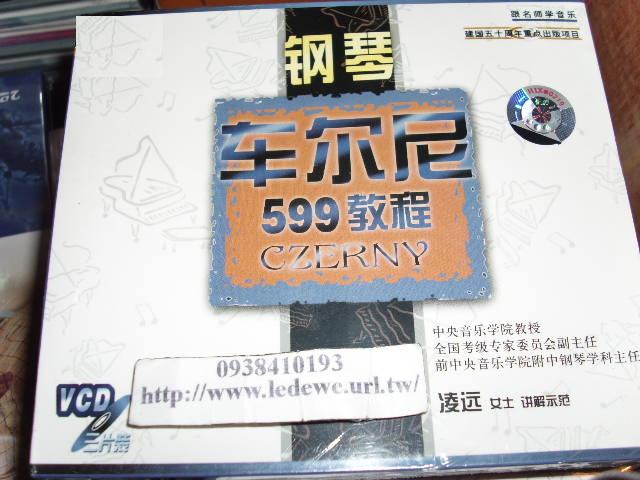 跟名师学音乐
建国五十周年重点出版项目
钢琴
车尔尼
599教程
CZERNY
中央音乐学院教授
全国考级专家委员会副主任
前中央音乐学院附中钢琴学科主任
0938410193
http://www.ledewe.url.tw/
凌远 女士 讲解示范
VCD
二片装